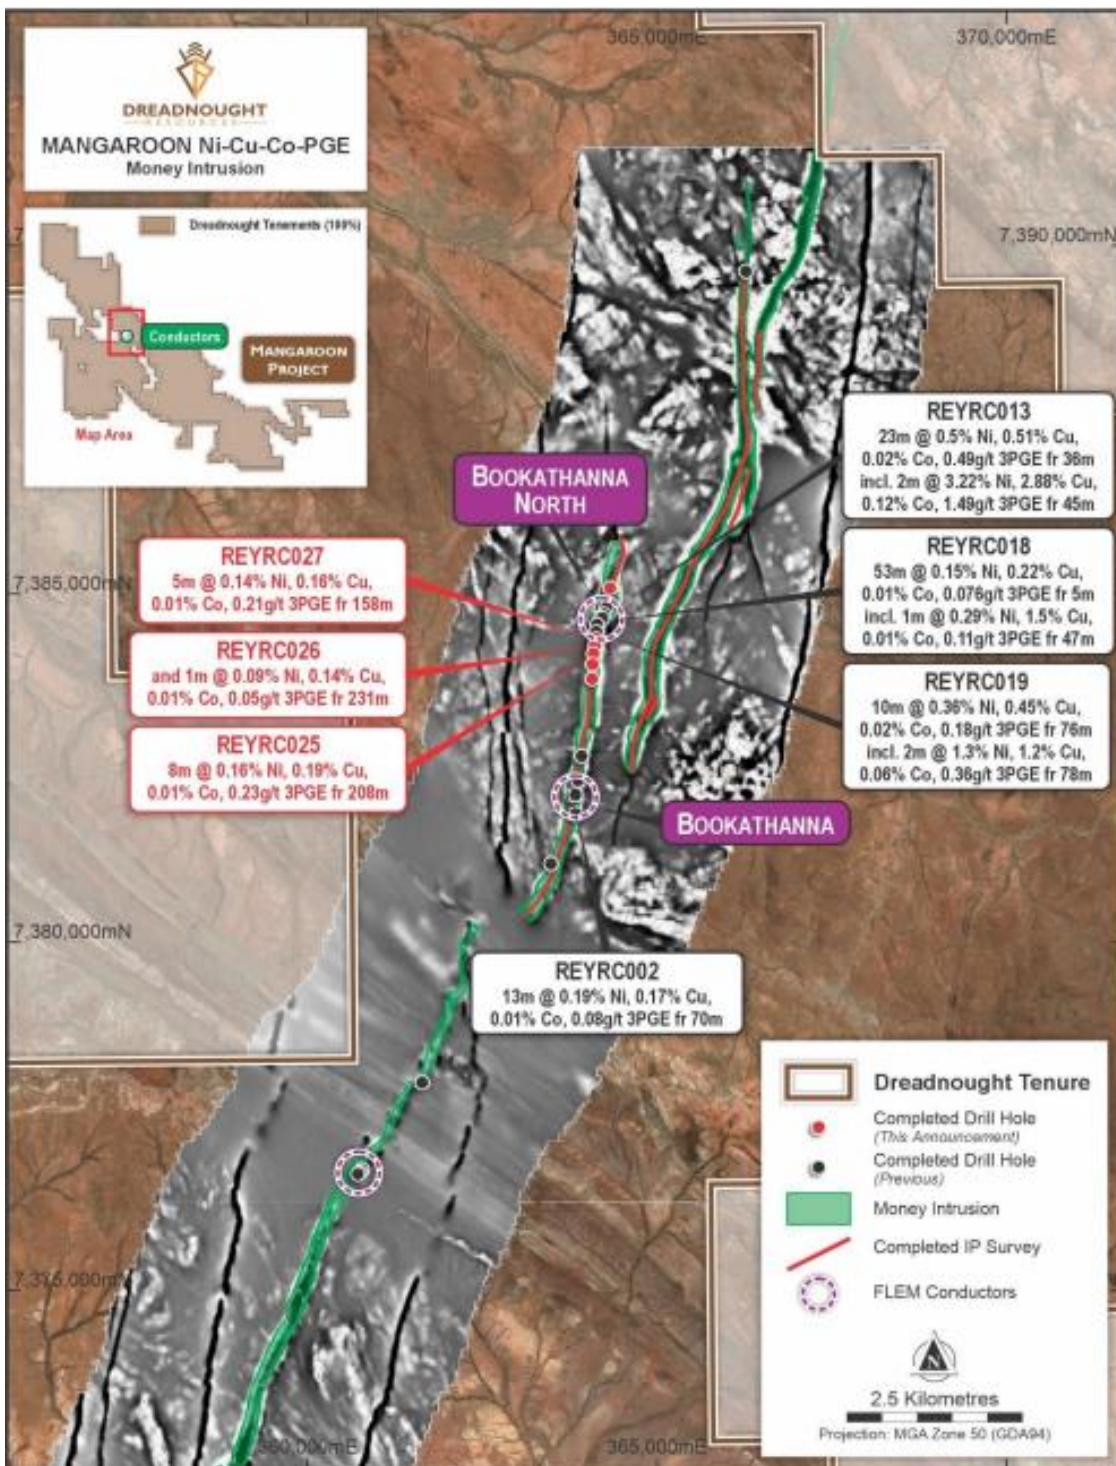 365,000mE
370,000mE
DREADNOUGHT
RESOURCES
MANGAROON Ni-Cu-Co-PGE
Money Intrusion
Dreadnought Tenements (100%)
Conductors
MANGAROON
PROJECT
Map Area
7,390,000mN
REYRC013
23m @ 0.5% Ni, 0.51% Cu,
0.02% Co, 0.49g/t 3PGE fr 36m
incl. 2m @ 3.22% Ni, 2.88% Cu,
0.12% Co, 1.49g/t 3PGE fr 45m
BOOKATHANNA
NORTH
REYRC018
53m @ 0.15% Ni, 0.22% Cu,
0.01% Co, 0.076g/t 3PGE fr 5m
incl. 1m @ 0.29% Ni, 1.5% Cu,
0.01% Co, 0.11g/t 3PGE fr 47m
7,385,000mN
REYRC027
5m @ 0.14% Ni, 0.16% Cu,
0.01% Co, 0.21g/t 3PGE fr 158m
REYRC026
and 1m @ 0.09% Ni, 0.14% Cu,
0.01% Co, 0.05g/t 3PGE fr 231m
REYRC019
10m @ 0.36% Ni, 0.45% Cu,
0.02% Co, 0.18g/t 3PGE fr 76m
incl. 2m @ 1.3% Ni, 1.2% Cu,
0.06% Co, 0.36g/t 3PGE fr 78m
REYRC025
8m @ 0.16% Ni, 0.19% Cu,
0.01% Co, 0.23g/t 3PGE fr 208m
BOOKATHANNA
7,380,000mN
REYRC002
13m @ 0.19% Ni, 0.17% Cu,
0.01% Co, 0.08g/t 3PGE fr 70m
Dreadnought Tenure
Completed Drill Hole
(This Announcement)
Completed Drill Hole
(Previous)
Money Intrusion
Completed IP Survey
FLEM Conductors
7,375,000mN
N
2.5 Kilometres
Projection: MGA Zone 50 (GDA94)
360,000mE
365,000mE